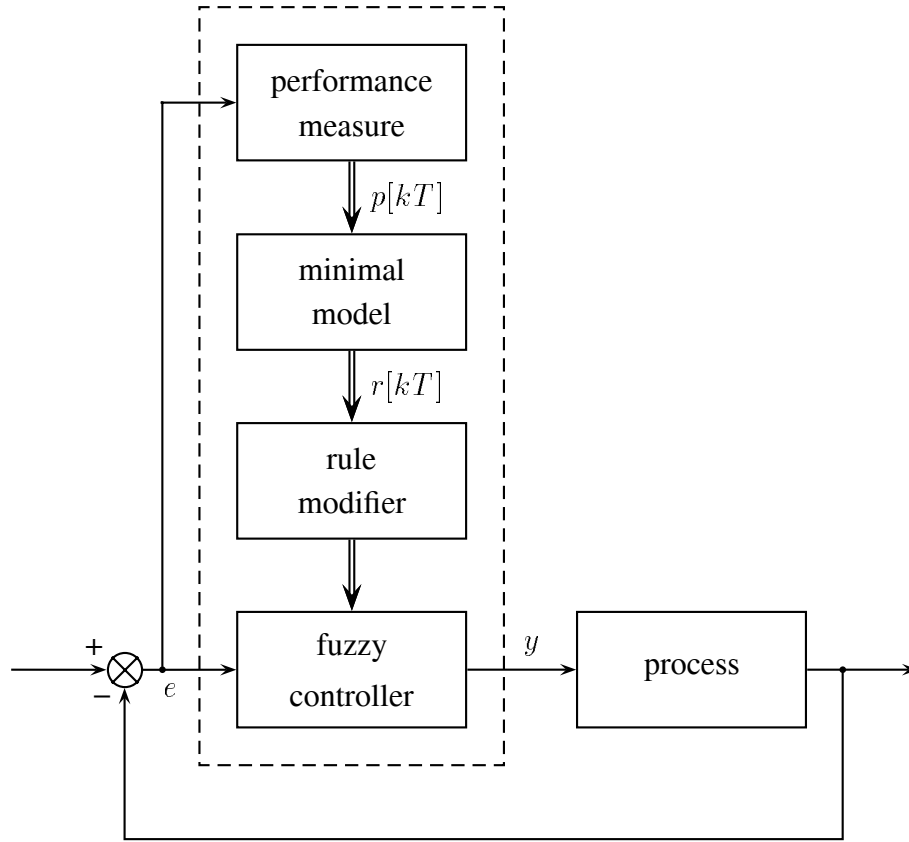 performance
measure
p[kT]
minimal
model
r[kT]
rule
modifier
+
−
e
fuzzy
controller
y
process